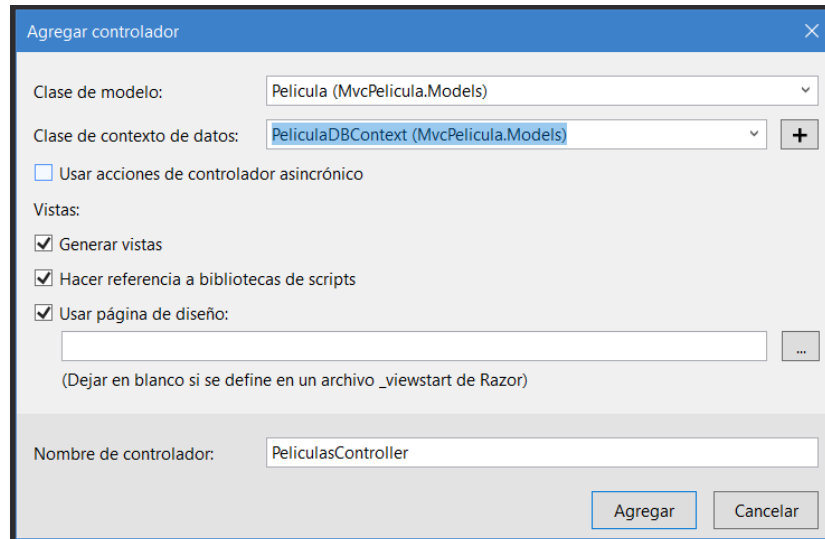 Agregar controlador
Clase de modelo: Pelicula (MvcPelicula.Models)
Clase de contexto de datos: PeliculaDBContext (MvcPelicula.Models) +
Usar acciones de controlador asincrónico
Vistas:
Generar vistas
Hacer referencia a bibliotecas de scripts
Usar página de diseño:
...
(Dejar en blanco si se define en un archivo _viewstart de Razor)
Nombre de controlador: PeliculasController
Agregar Cancelar